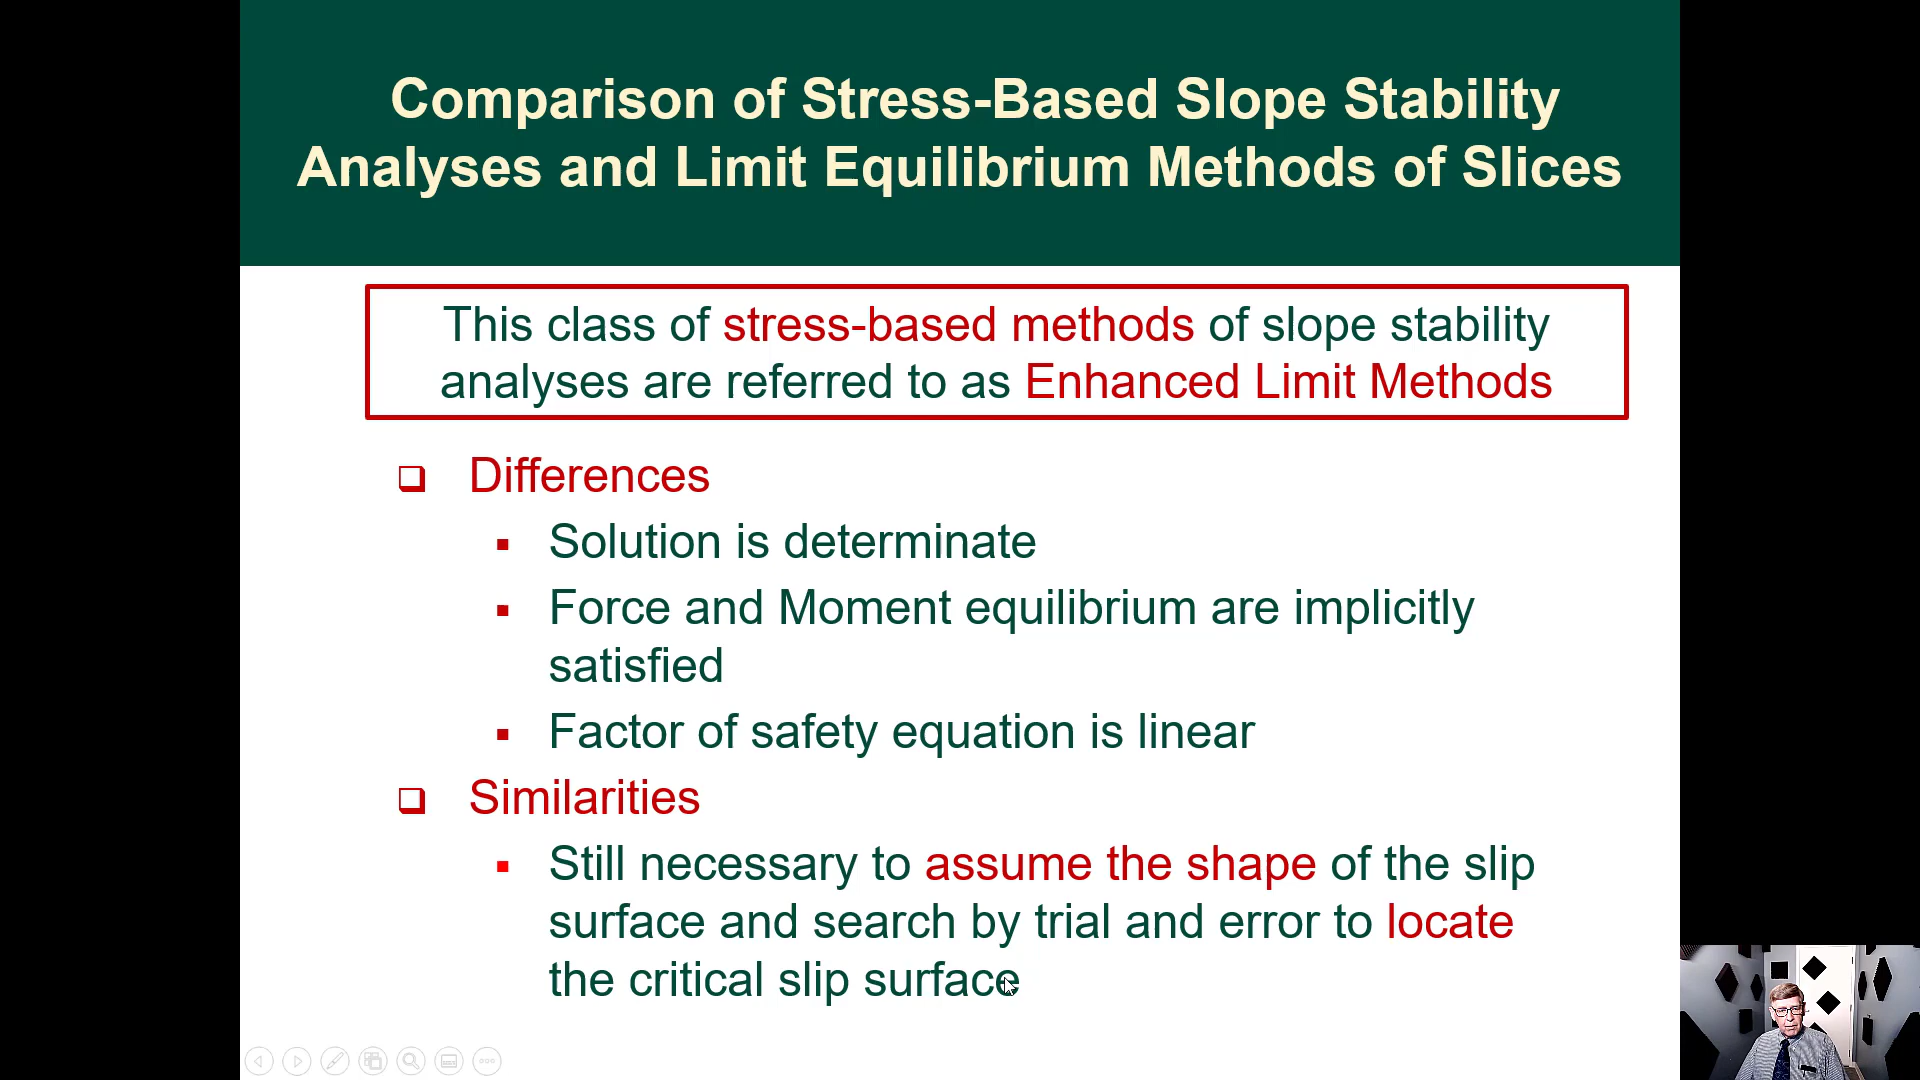 Comparison of Stress-Based Slope Stability
Analyses and Limit Equilibrium Methods of Slices
This class of stress-based methods of slope stability
analyses are referred to as Enhanced Limit Methods
Differences
Solution is determinate
Force and Moment equilibrium are implicitly
satisfied
Factor of safety equation is linear
Similarities
Still necessary to assume the shape of the slip
surface and search by trial and error to locate
the critical slip surface